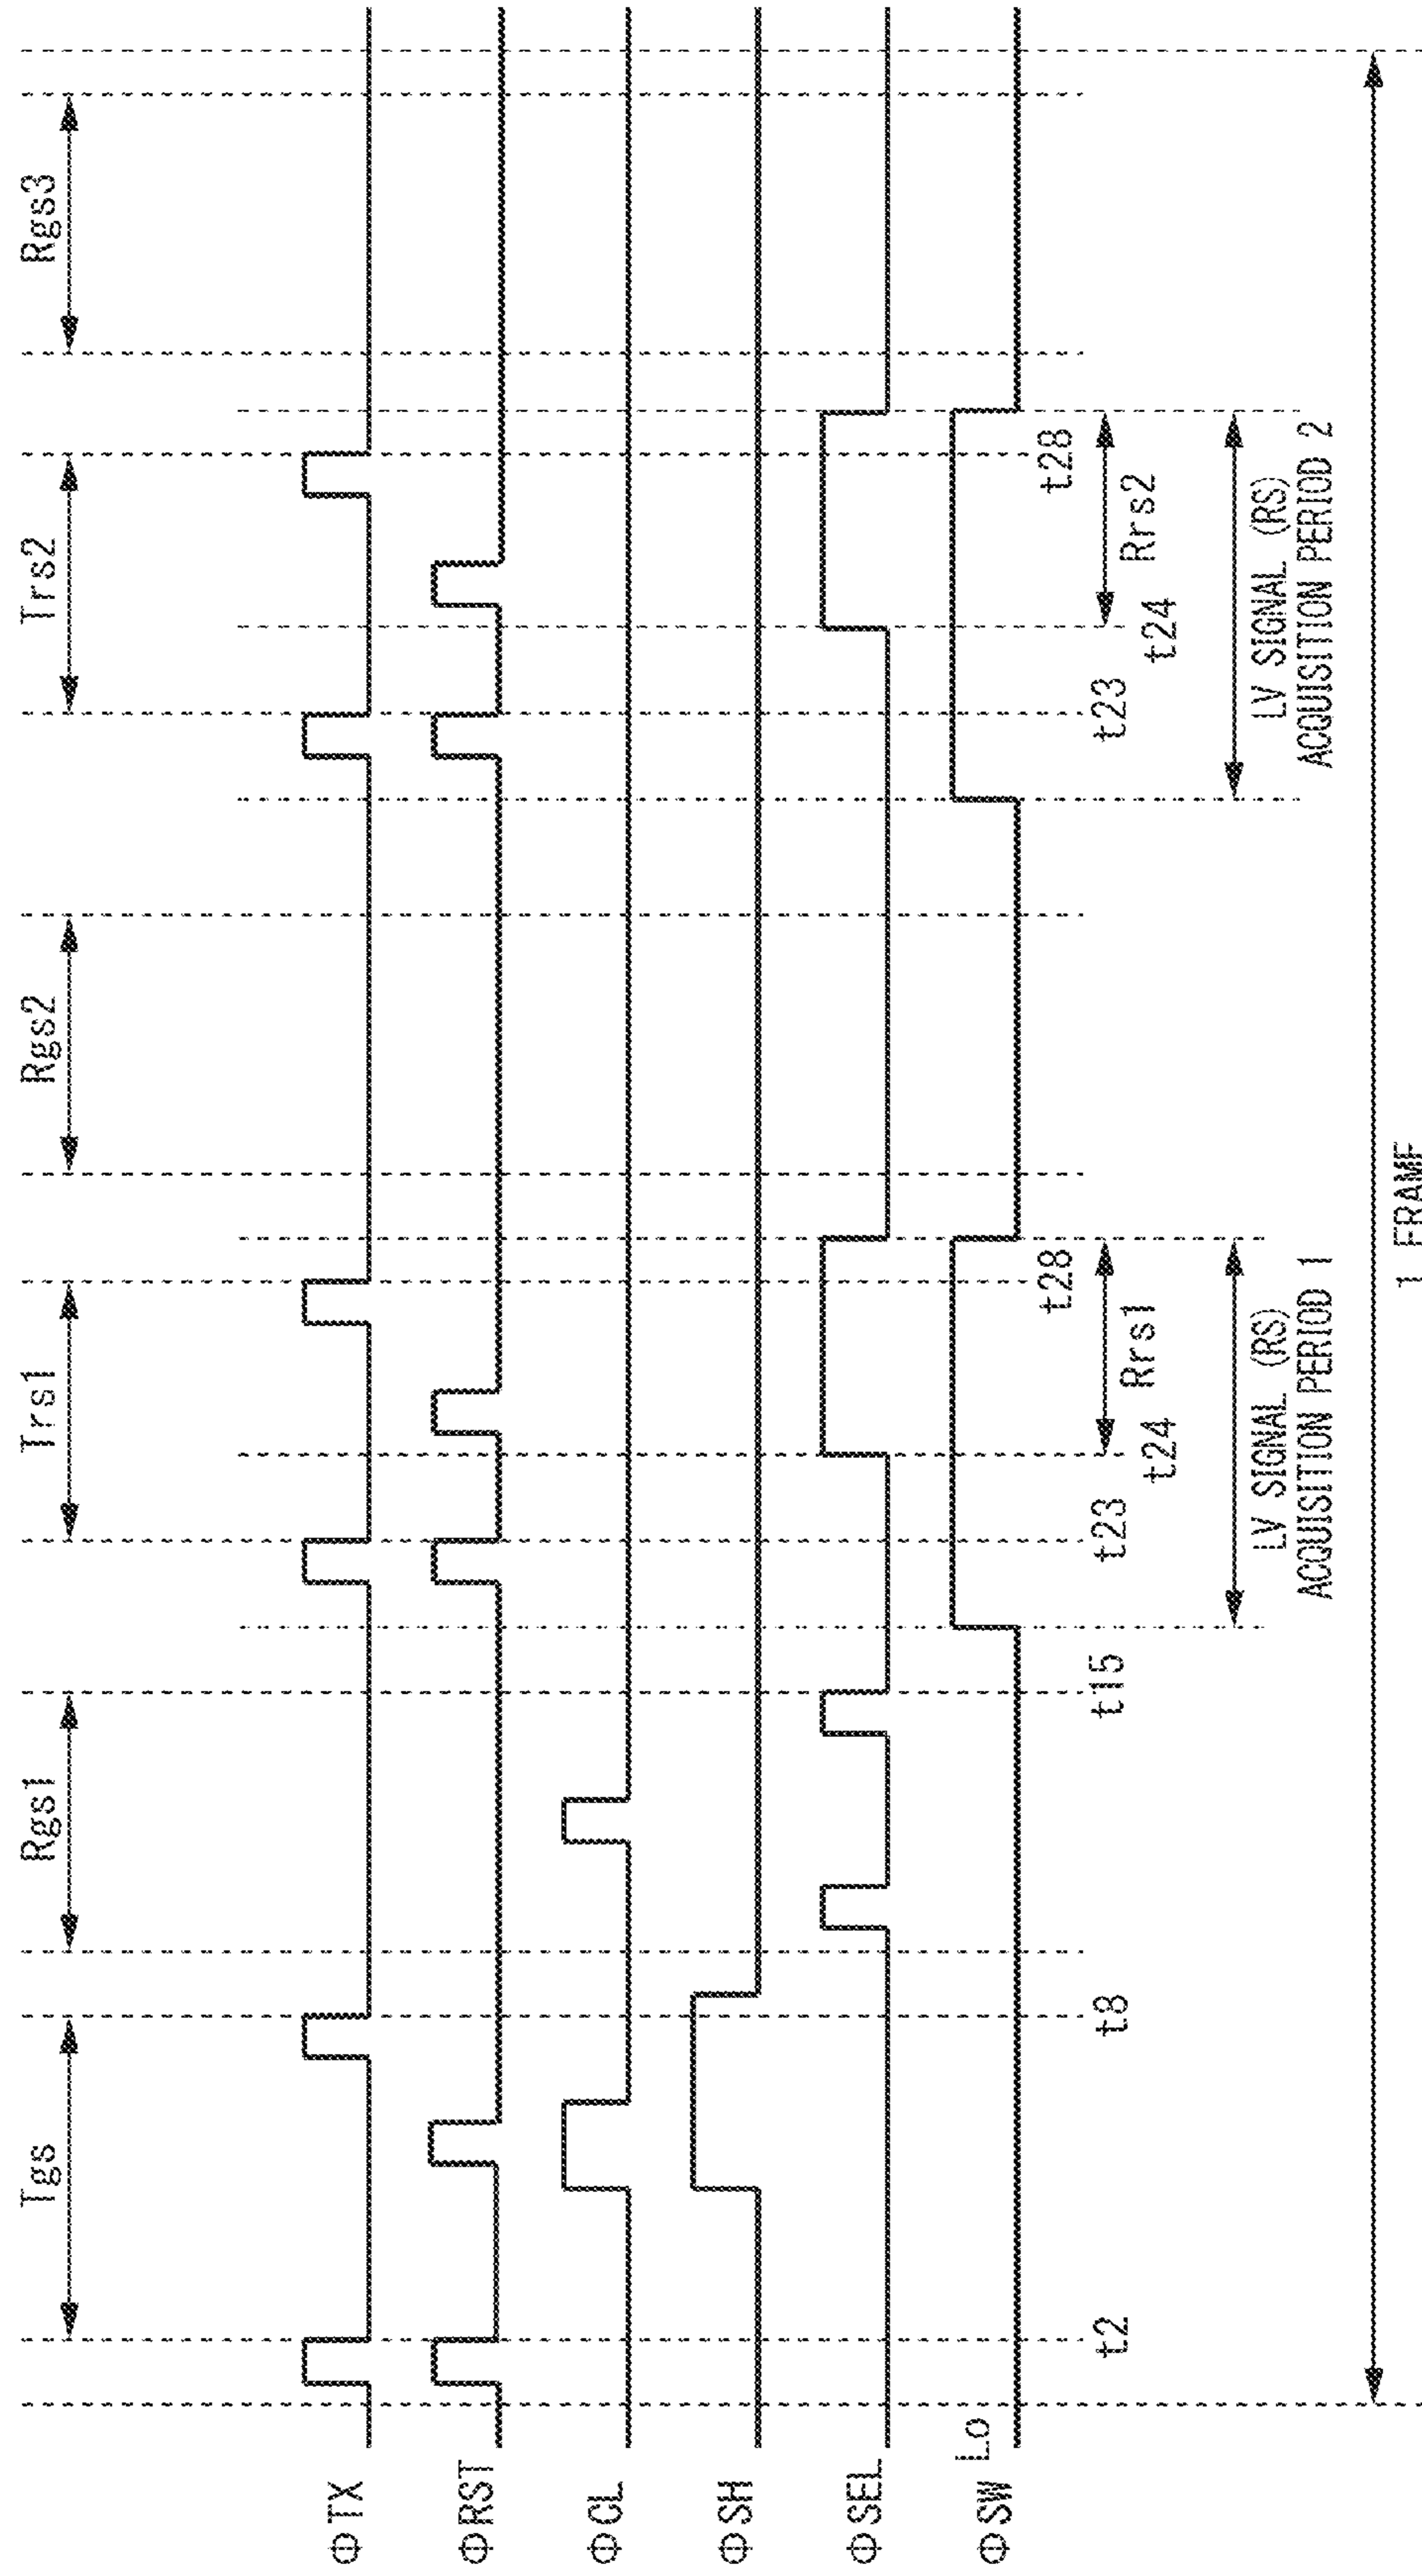 Tgs
Rgs1
Trs1
Rgs2
Trs2
Rgs3
ΦTX
ΦRST
ΦCL
ΦSH
ΦSEL
ΦSW
Lo
t2
t8
t15
t23
t24
t28
t23
t24
t28
Rrs1
Rrs2
LV SIGNAL (RS)
ACQUISITION PERIOD 1
LV SIGNAL (RS)
ACQUISITION PERIOD 2
1 FRAME